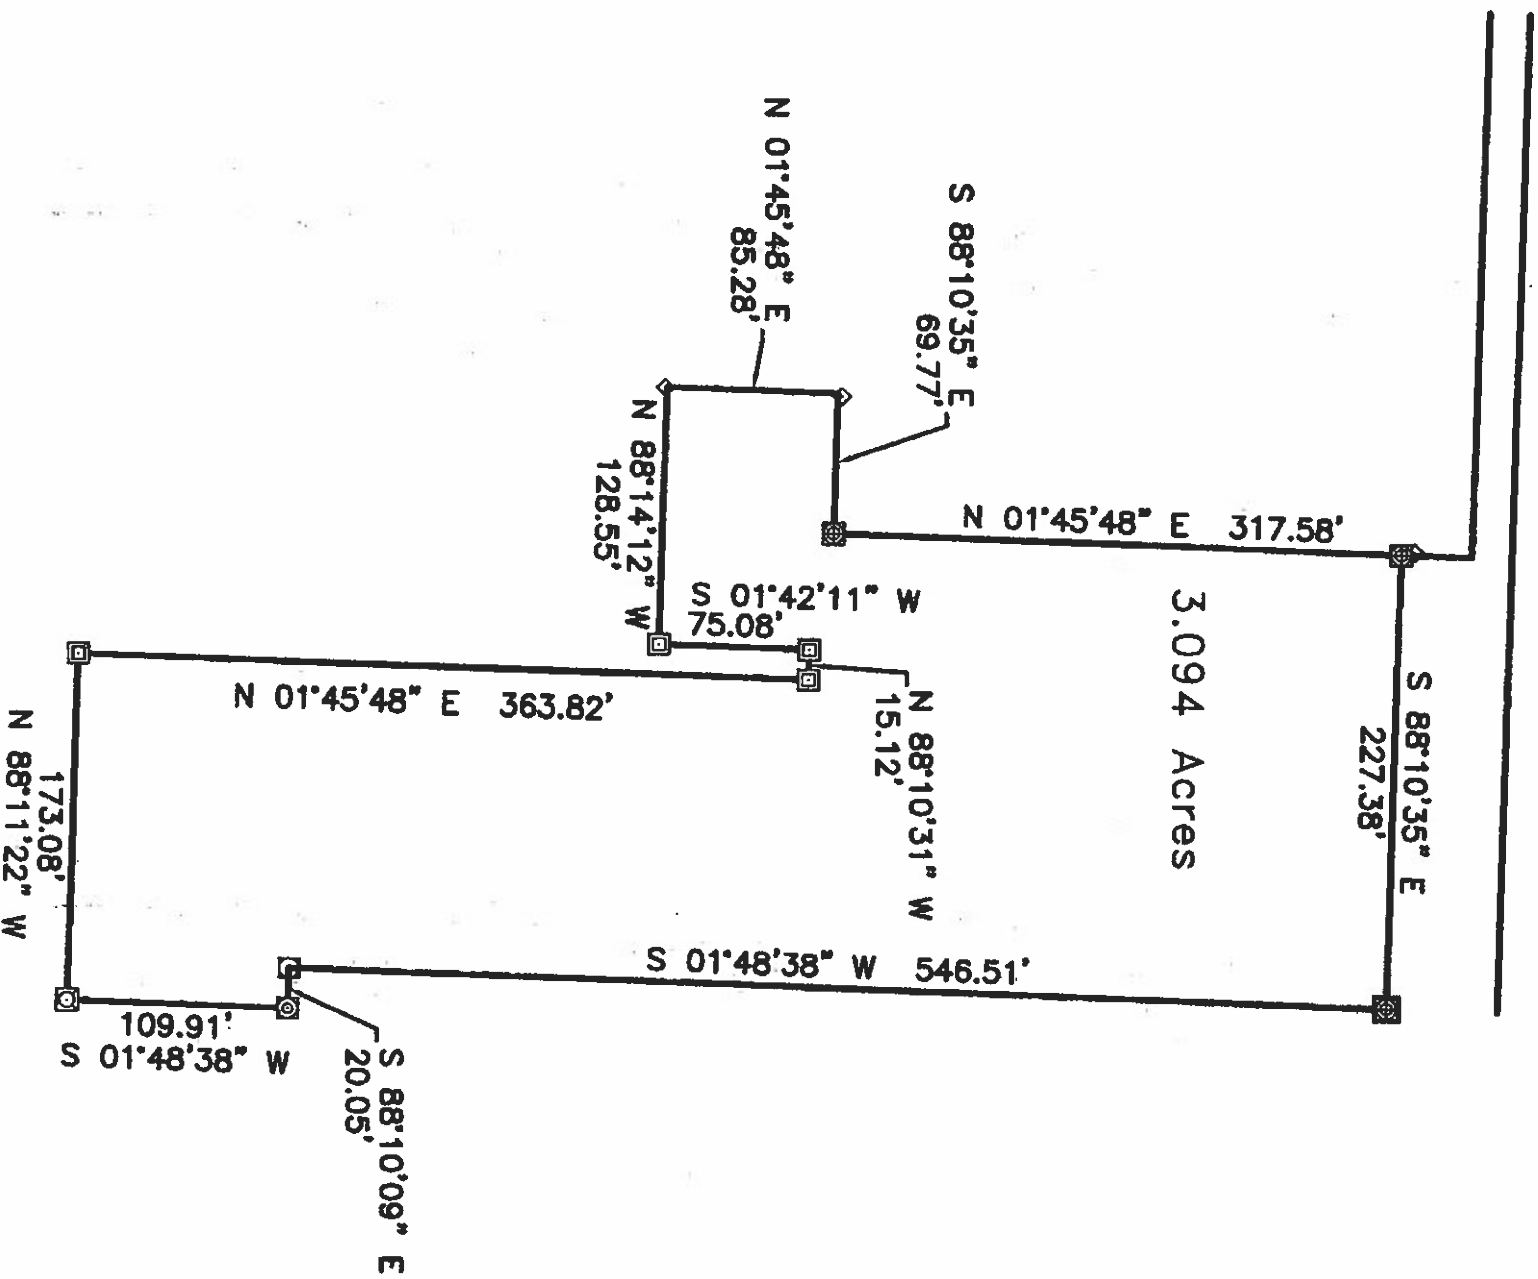 N 01°45'48" E
85.28'
S 88°10'35" E
69.77'
N 01°45'48" E 317.58'
S 88°10'35" E
227.38'
3.094 Acres
N 88°14'12" W
128.55'
S 01°42'11" W
75.08'
N 88°10'31" W
15.12'
N 01°45'48" E 363.82'
S 01°48'38" W 546.51'
173.08'
N 88°11'22" W
109.91'
S 01°48'38" W
S 88°10'09" E
20.05'